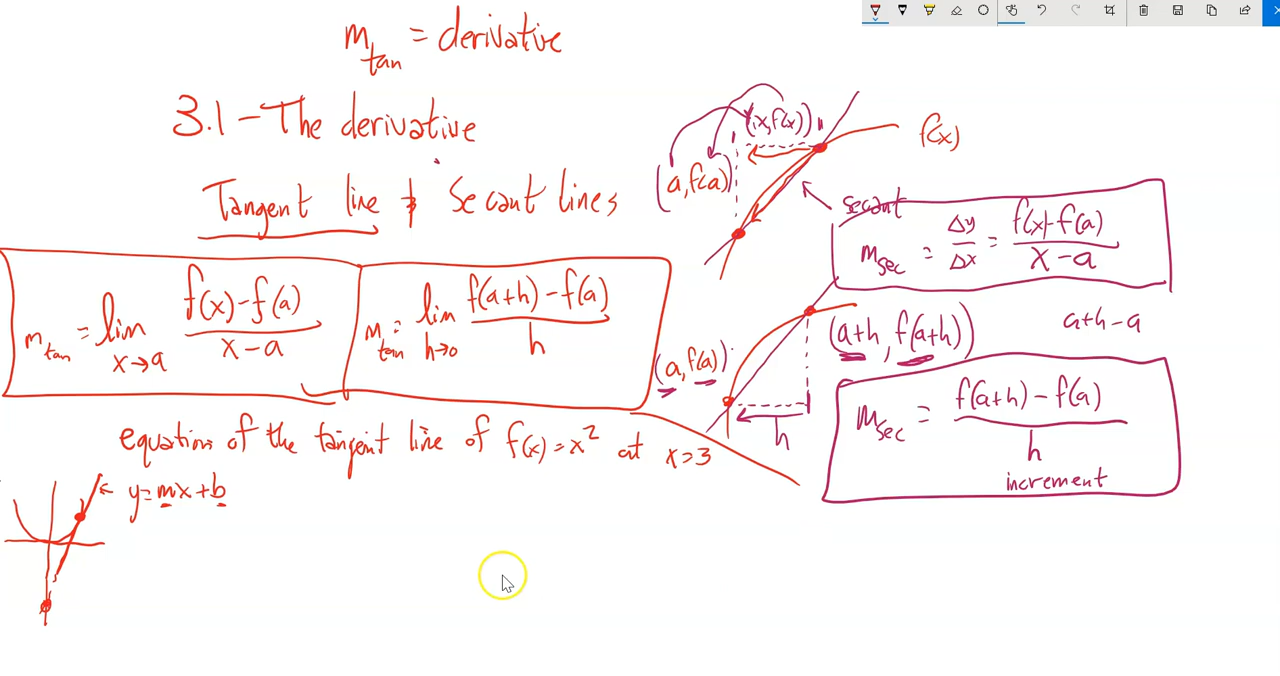 m_tan = derivative
3.1 - The derivative
Tangent line & Secant lines
m_tan = lim x→a (f(x) - f(a))/(x - a)
m_tan = lim h→0 (f(a+h) - f(a))/h
equation of the tangent line of f(x) = x² at x=3
y = mx + b
(x, f(x))
f(x)
(a, f(a))
secant
m_sec = Δy/Δx = (f(x) - f(a))/(x - a)
(a+h, f(a+h))
a+h - a
(a, f(a))
h
m_sec = (f(a+h) - f(a))/h
increment